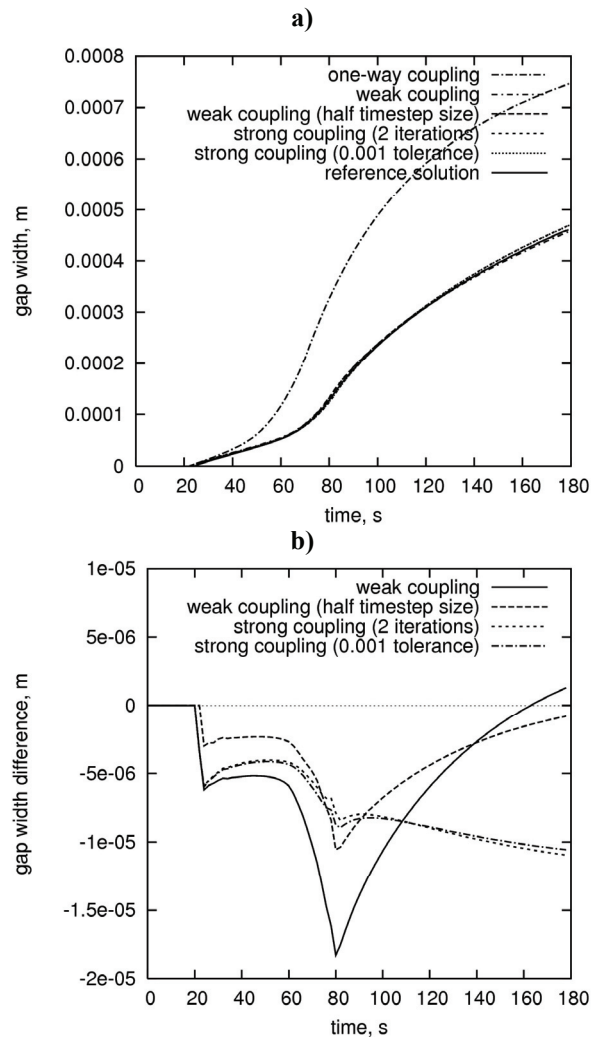 a)
0.0008
0.0007
0.0006
0.0005
0.0004
0.0003
0.0002
0.0001
0
gap width, m
one-way coupling
weak coupling
weak coupling (half timestep size)
strong coupling (2 iterations)
strong coupling (0.001 tolerance)
reference solution
0 20 40 60 80 100 120 140 160 180
time, s
b)
1e-05
5e-06
0
-5e-06
-1e-05
-1.5e-05
-2e-05
gap width difference, m
weak coupling
weak coupling (half timestep size)
strong coupling (2 iterations)
strong coupling (0.001 tolerance)
0 20 40 60 80 100 120 140 160 180
time, s